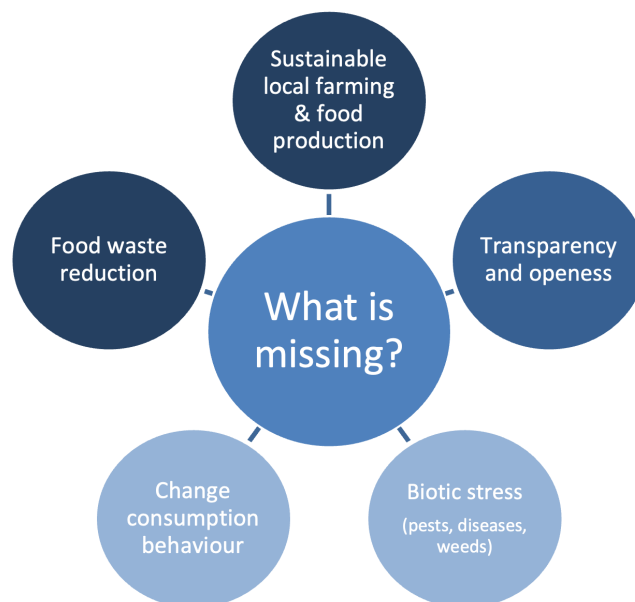 Sustainable
local farming
& food
production
Food waste
reduction
Transparency
and openess
What is
missing?
Change
consumption
behaviour
Biotic stress
(pests, diseases,
weeds)